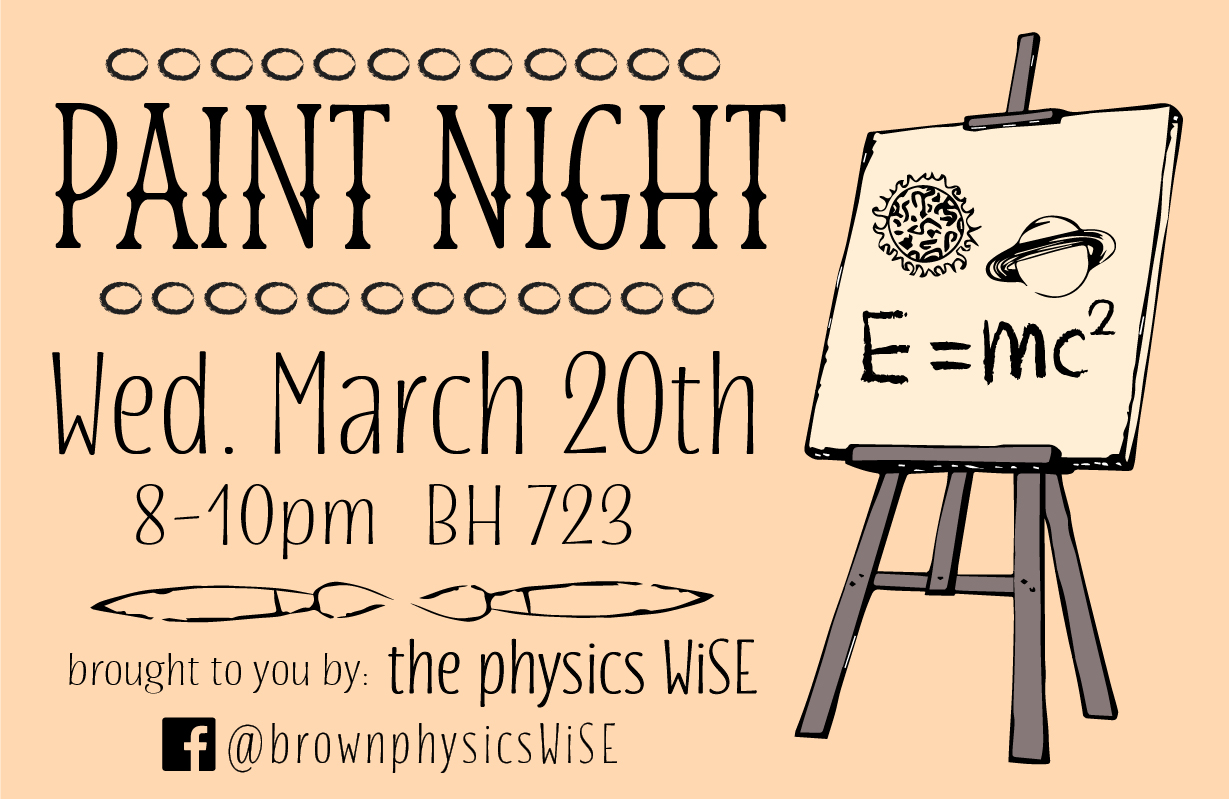 PAINT NIGHT
Wed. March 20th
8-10pm BH 723
brought to you by: the physics WiSE
@brownphysicsWiSE
E=mc²